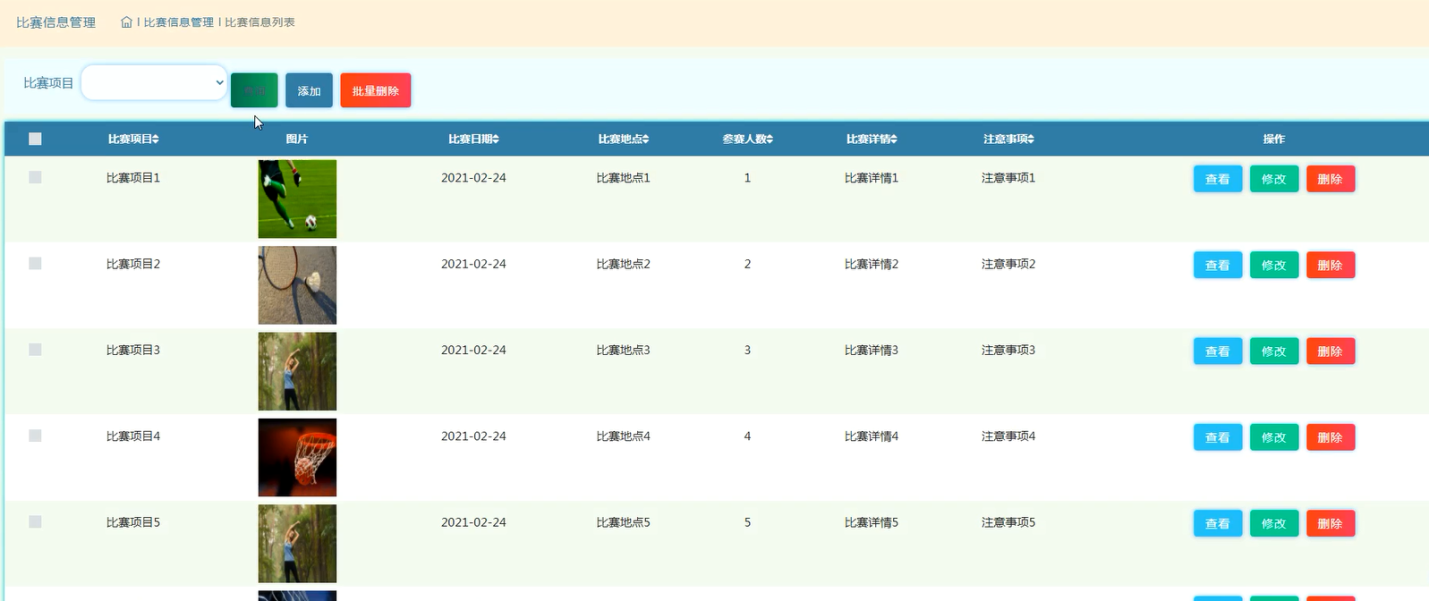 比赛信息管理 | 比赛信息管理 | 比赛信息列表
比赛项目 添加 批量删除
比赛项目 图片 比赛日期 比赛地点 参赛人数 比赛详情 注意事项 操作
比赛项目1 2021-02-24 比赛地点1 1 比赛详情1 注意事项1 查看 修改 删除
比赛项目2 2021-02-24 比赛地点2 2 比赛详情2 注意事项2 查看 修改 删除
比赛项目3 2021-02-24 比赛地点3 3 比赛详情3 注意事项3 查看 修改 删除
比赛项目4 2021-02-24 比赛地点4 4 比赛详情4 注意事项4 查看 修改 删除
比赛项目5 2021-02-24 比赛地点5 5 比赛详情5 注意事项5 查看 修改 删除